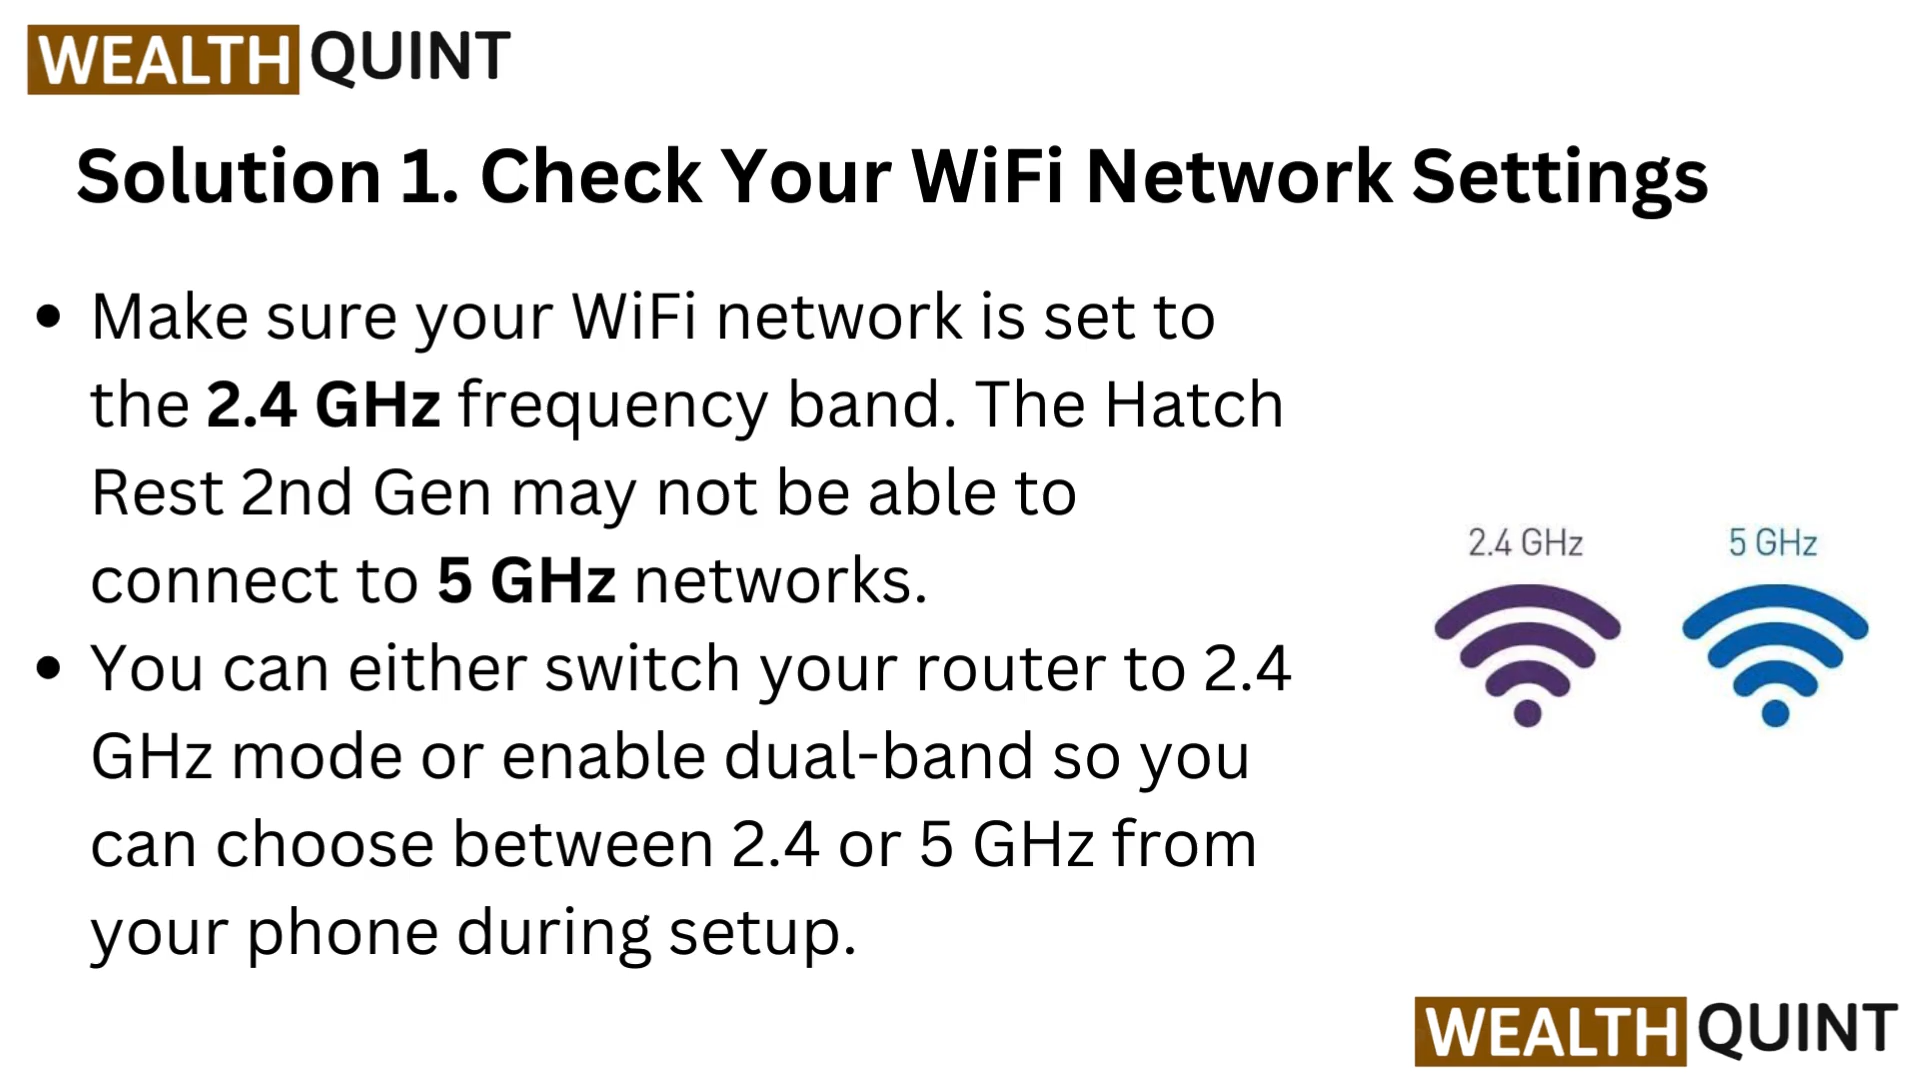 WEALTH QUINT
Solution 1. Check Your WiFi Network Settings
• Make sure your WiFi network is set to
the 2.4 GHz frequency band. The Hatch
Rest 2nd Gen may not be able to
connect to 5 GHz networks.
• You can either switch your router to 2.4
GHz mode or enable dual-band so you
can choose between 2.4 or 5 GHz from
your phone during setup.
2.4 GHz
5 GHz
WEALTH QUINT